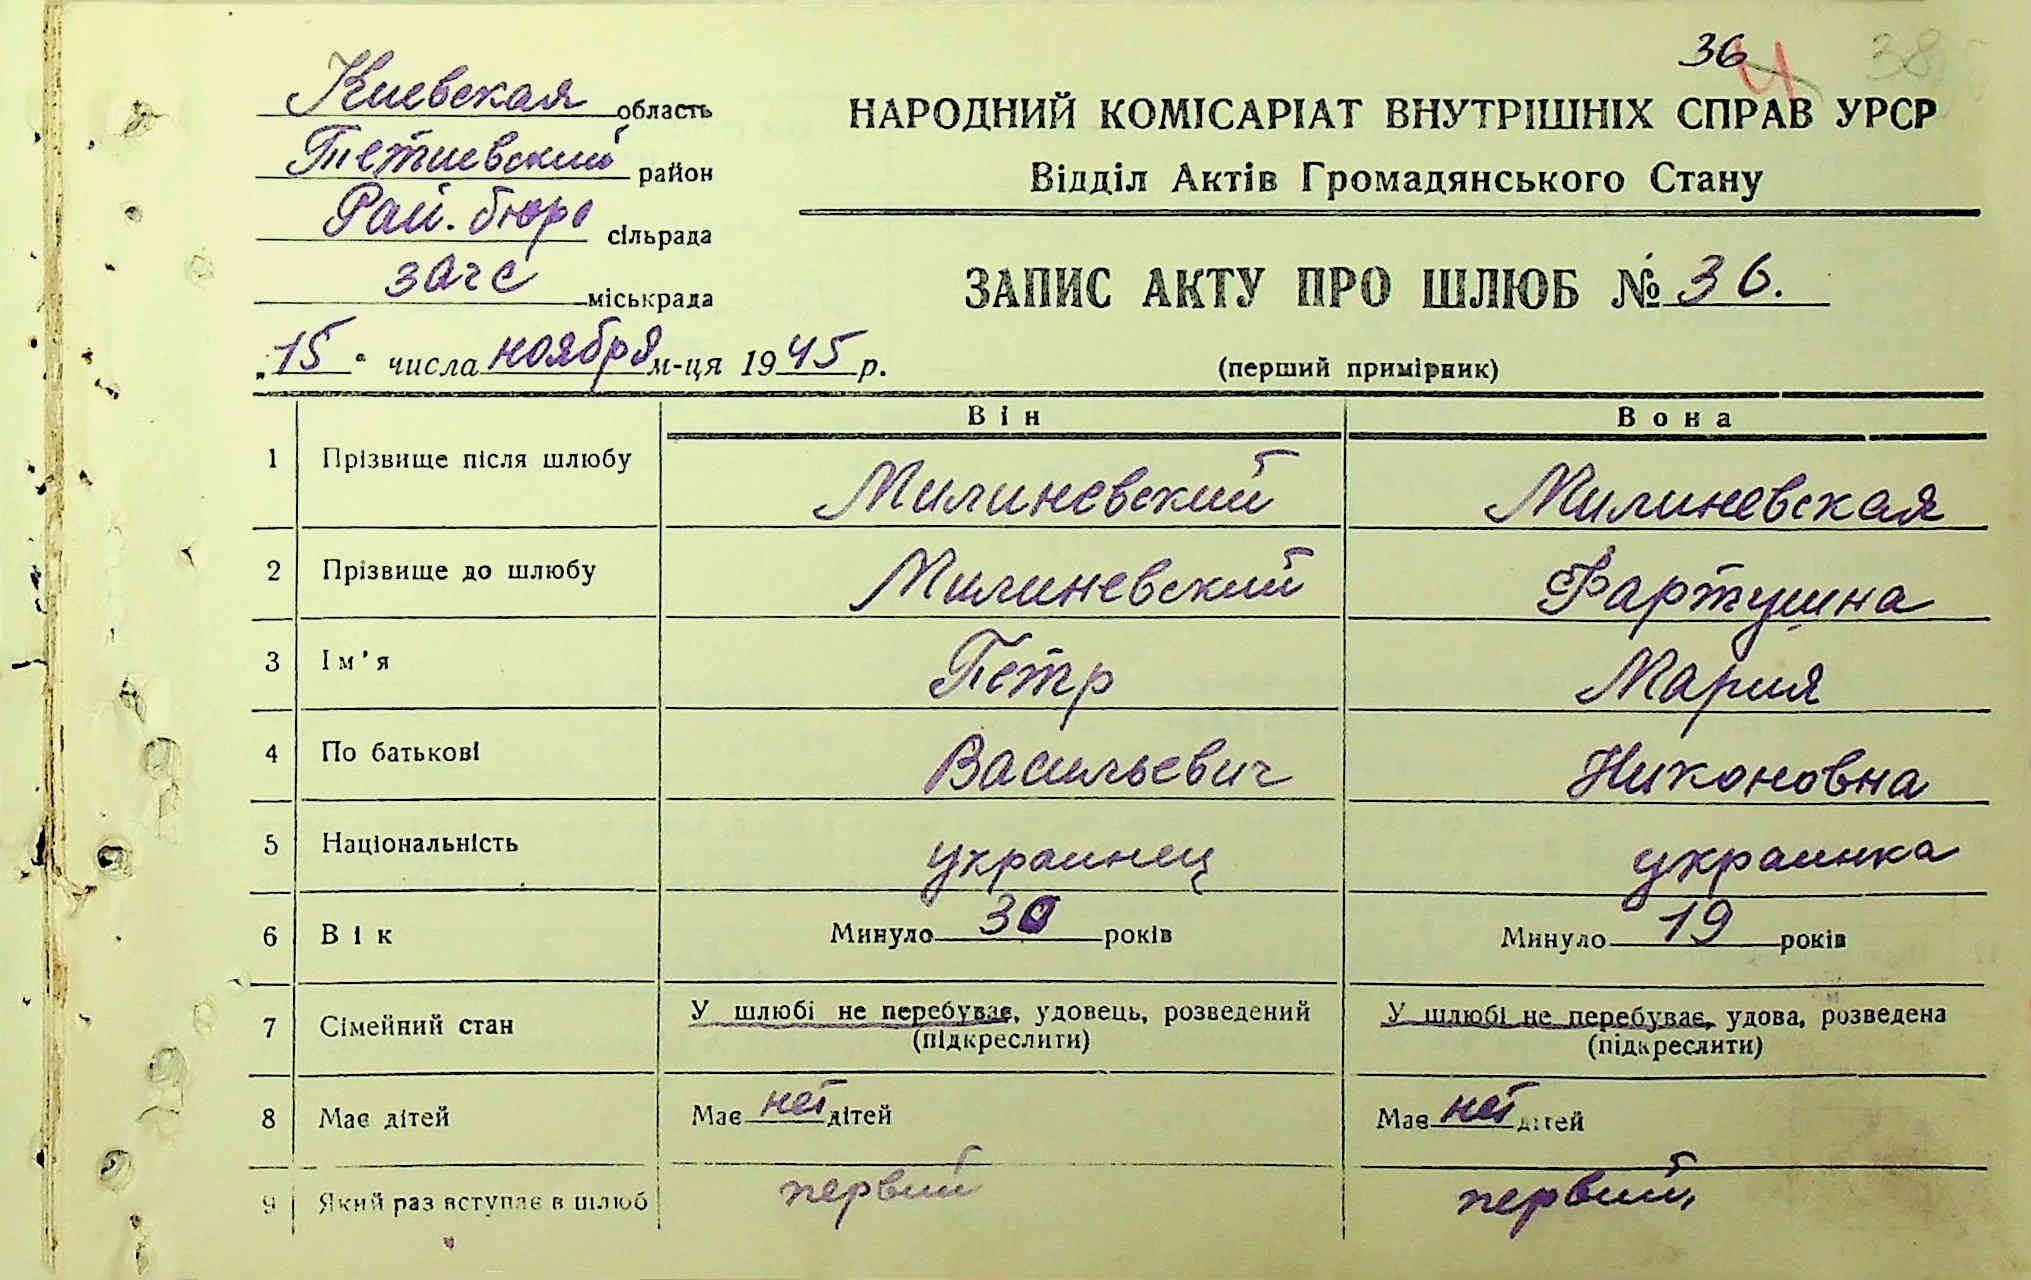 36 Ч 38
Киевская область
Тетиевский район
Рай. бюро сільрада
загс міськрада
„15" числа ноября м-ця 1945 р.
НАРОДНИЙ КОМІСАРІАТ ВНУТРІШНІХ СПРАВ УРСР
Відділ Актів Громадянського Стану
ЗАПИС АКТУ ПРО ШЛЮБ № 36.
(перший примірник)
Він Вона
1 Прізвище після шлюбу Милиневский Милиневская
2 Прізвище до шлюбу Милиневский Фартушна
3 Ім'я Петр Мария
4 По батькові Васильевич Никоновна
5 Національність украинец украинка
6 Вік Минуло 30 років Минуло 19 років
7 Сімейний стан У шлюбі не перебуває, удовець, розведений У шлюбі не перебуває, удова, розведена
(підкреслити) (підкреслити)
8 Має дітей Має нет дітей Має нет дітей
9 Який раз вступає в шлюб первий первий,